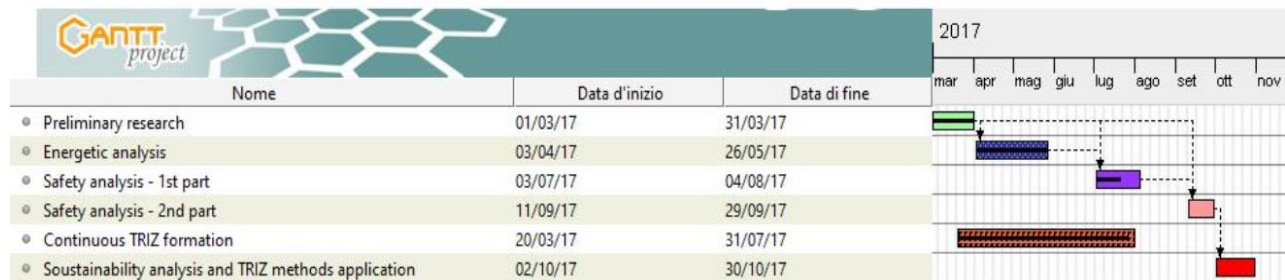 GANTT project
2017
mar apr mag giu lug ago set ott nov
Nome Data d'inizio Data di fine
Preliminary research 01/03/17 31/03/17
Energetic analysis 03/04/17 26/05/17
Safety analysis - 1st part 03/07/17 04/08/17
Safety analysis - 2nd part 11/09/17 29/09/17
Continuous TRIZ formation 20/03/17 31/07/17
Soustainability analysis and TRIZ methods application 02/10/17 30/10/17